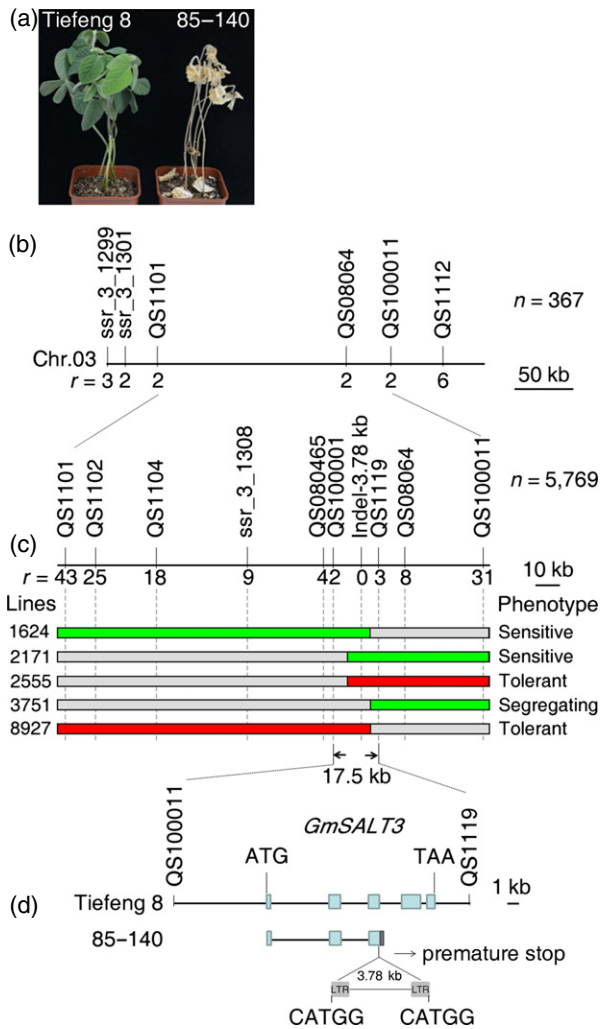 (a)
Tiefeng 8 85–140
(b)
ssr_3_1299
ssr_3_1301
QS1101
QS08064
QS100011
QS1112
n = 367
Chr.03
r = 3 2 2 2 2 6
50 kb
QS1101
QS1102
QS1104
ssr_3_1308
QS080465
QS100001
Indel-3.78 kb
QS1119
QS08064
QS100011
n = 5,769
(c)
r = 43 25 18 9 4 2 0 3 8 31
10 kb
Lines Phenotype
1624 Sensitive
2171 Sensitive
2555 Tolerant
3751 Segregating
8927 Tolerant
17.5 kb
QS100011
GmSALT3
QS1119
ATG TAA
1 kb
(d)
Tiefeng 8
85–140
premature stop
3.78 kb
LTR LTR
CATGG CATGG